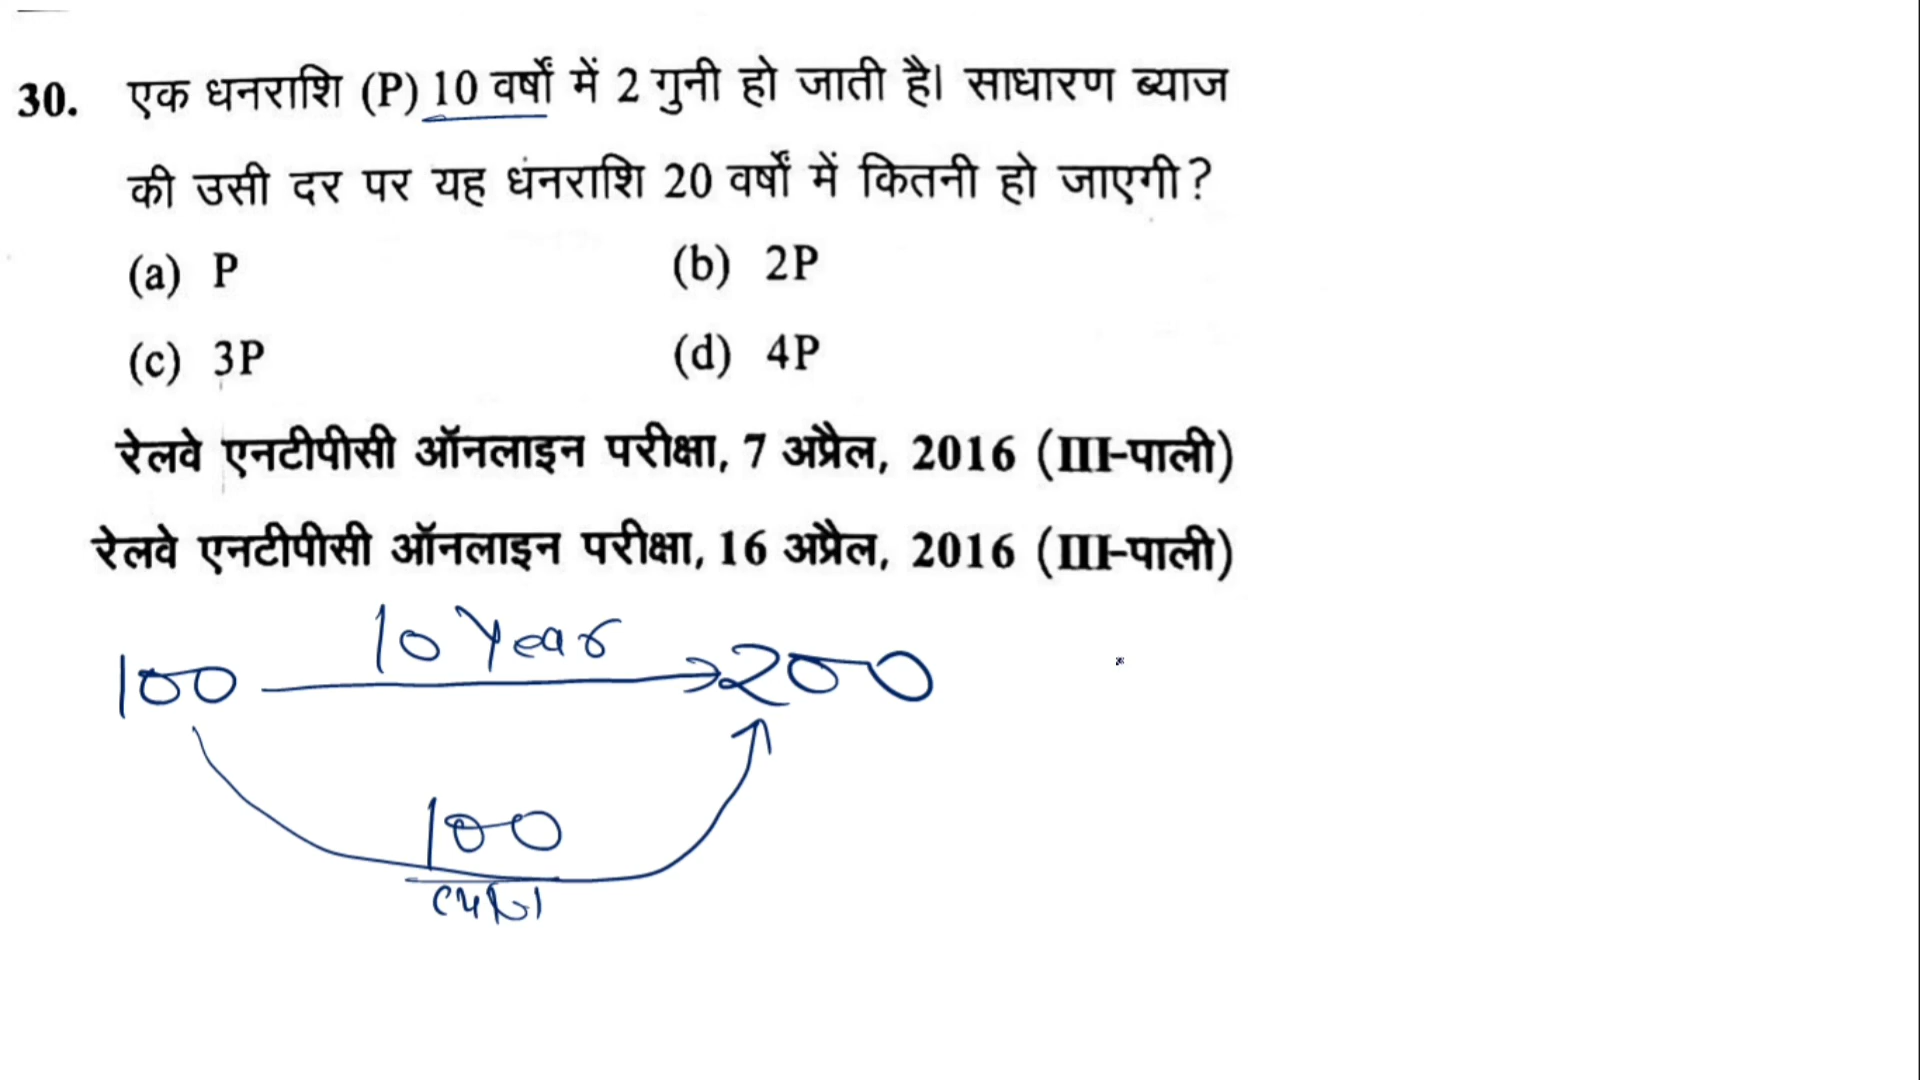 30. एक धनराशि (P) 10 वर्षों में 2 गुनी हो जाती है। साधारण ब्याज
की उसी दर पर यह धनराशि 20 वर्षों में कितनी हो जाएगी?
(a) P (b) 2P
(c) 3P (d) 4P
रेलवे एनटीपीसी ऑनलाइन परीक्षा, 7 अप्रैल, 2016 (III-पाली)
रेलवे एनटीपीसी ऑनलाइन परीक्षा, 16 अप्रैल, 2016 (III-पाली)
10 Year
100 200
100